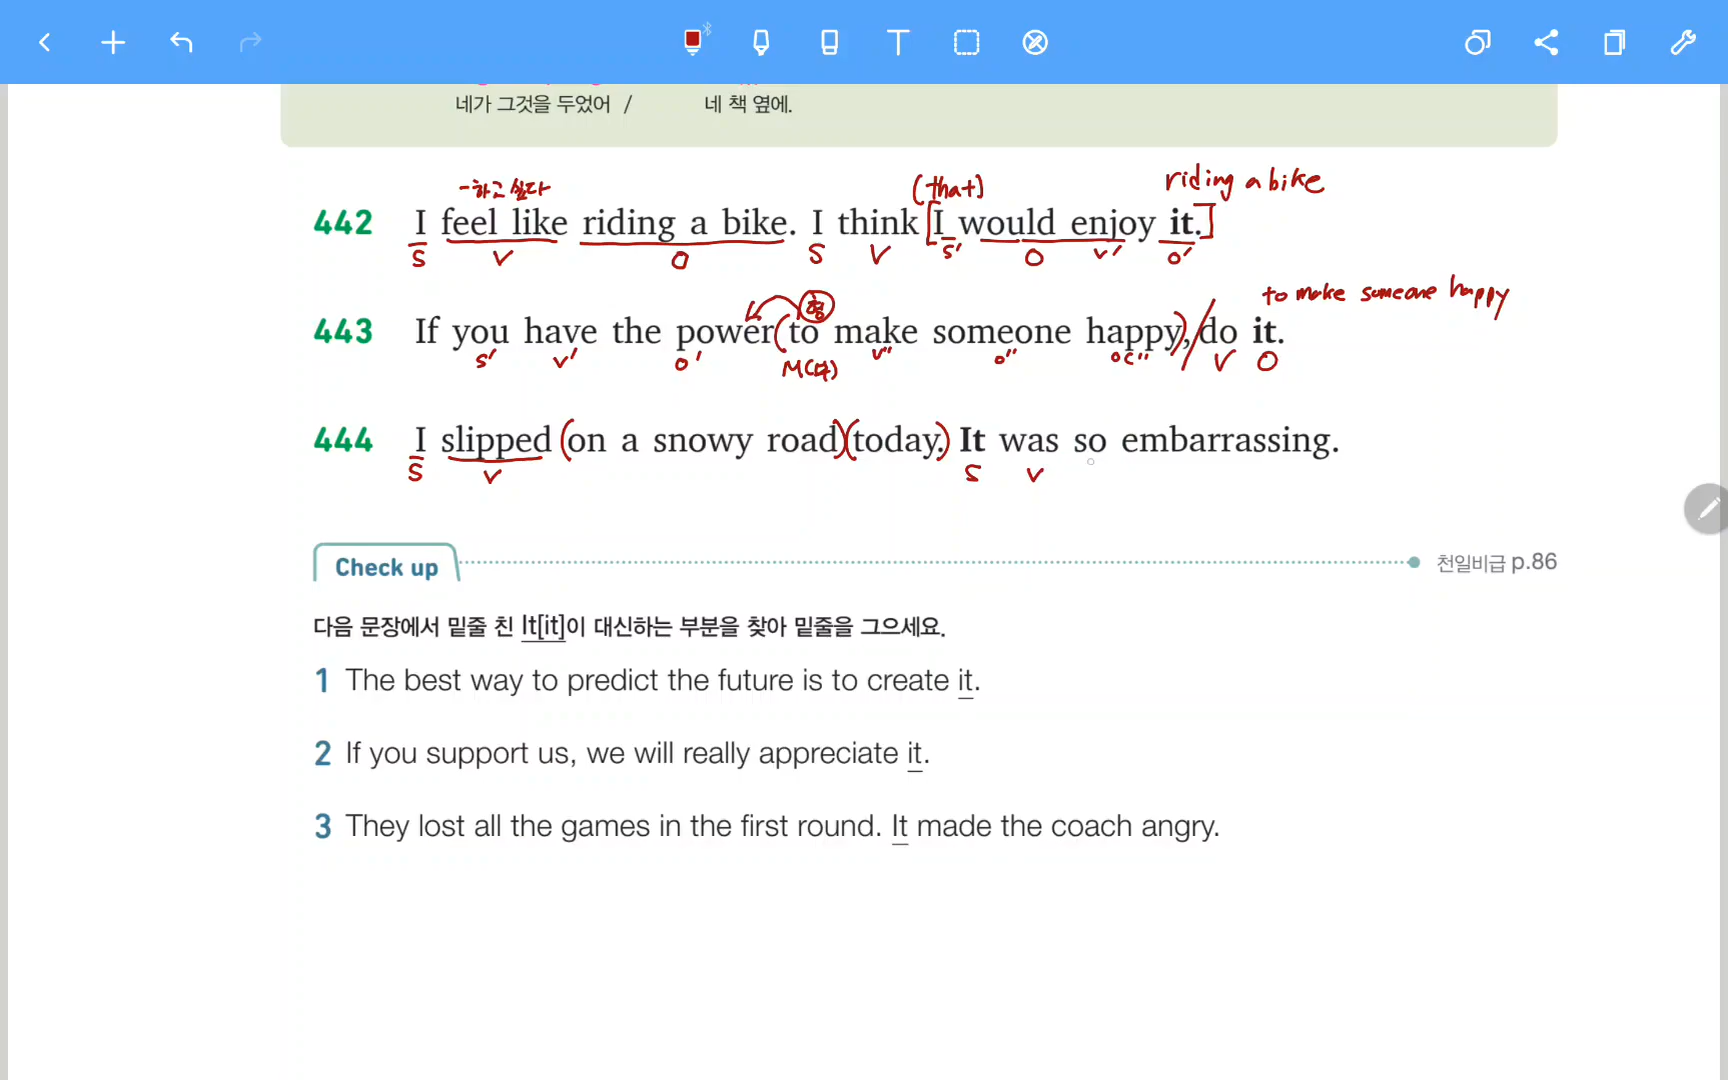 네가 그것을 두었어 / 네 책 옆에.
-하고 싶다 (that) riding a bike
442 I feel like riding a bike. I think [I would enjoy it.]
S V O S V S' O V' O'
형 to make someone happy
443 If you have the power (to make someone happy), / do it.
S' V' O' M(부) V'' O'' OC'' V O
444 I slipped (on a snowy road) (today.) It was so embarrassing.
S V S V
Check up 천일비급 p.86
다음 문장에서 밑줄 친 It[it]이 대신하는 부분을 찾아 밑줄을 그으세요.
1 The best way to predict the future is to create it.
2 If you support us, we will really appreciate it.
3 They lost all the games in the first round. It made the coach angry.